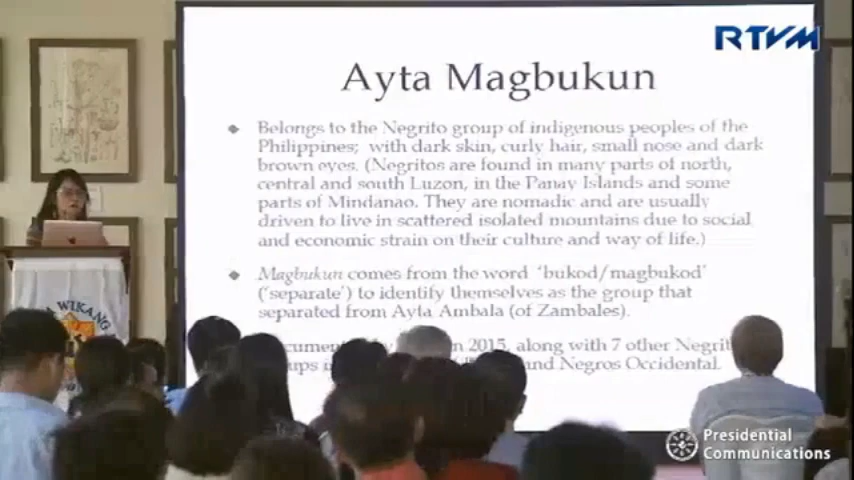 RTVM
Ayta Magbukun
Belongs to the Negrito group of indigenous peoples of the
Philippines; with dark skin, curly hair, small nose and dark
brown eyes. (Negritos are found in many parts of north,
central and south Luzon, in the Panay Islands and some
parts of Mindanao. They are nomadic and are usually
driven to live in scattered isolated mountains due to social
and economic strain on their culture and way of life.)
Magbukun comes from the word 'bukod/magbukod'
('separate') to identify themselves as the group that
separated from Ayta Ambala (of Zambales).
2015, along with 7 other
and Negros Occidental.
WIKANG
Presidential
Communications